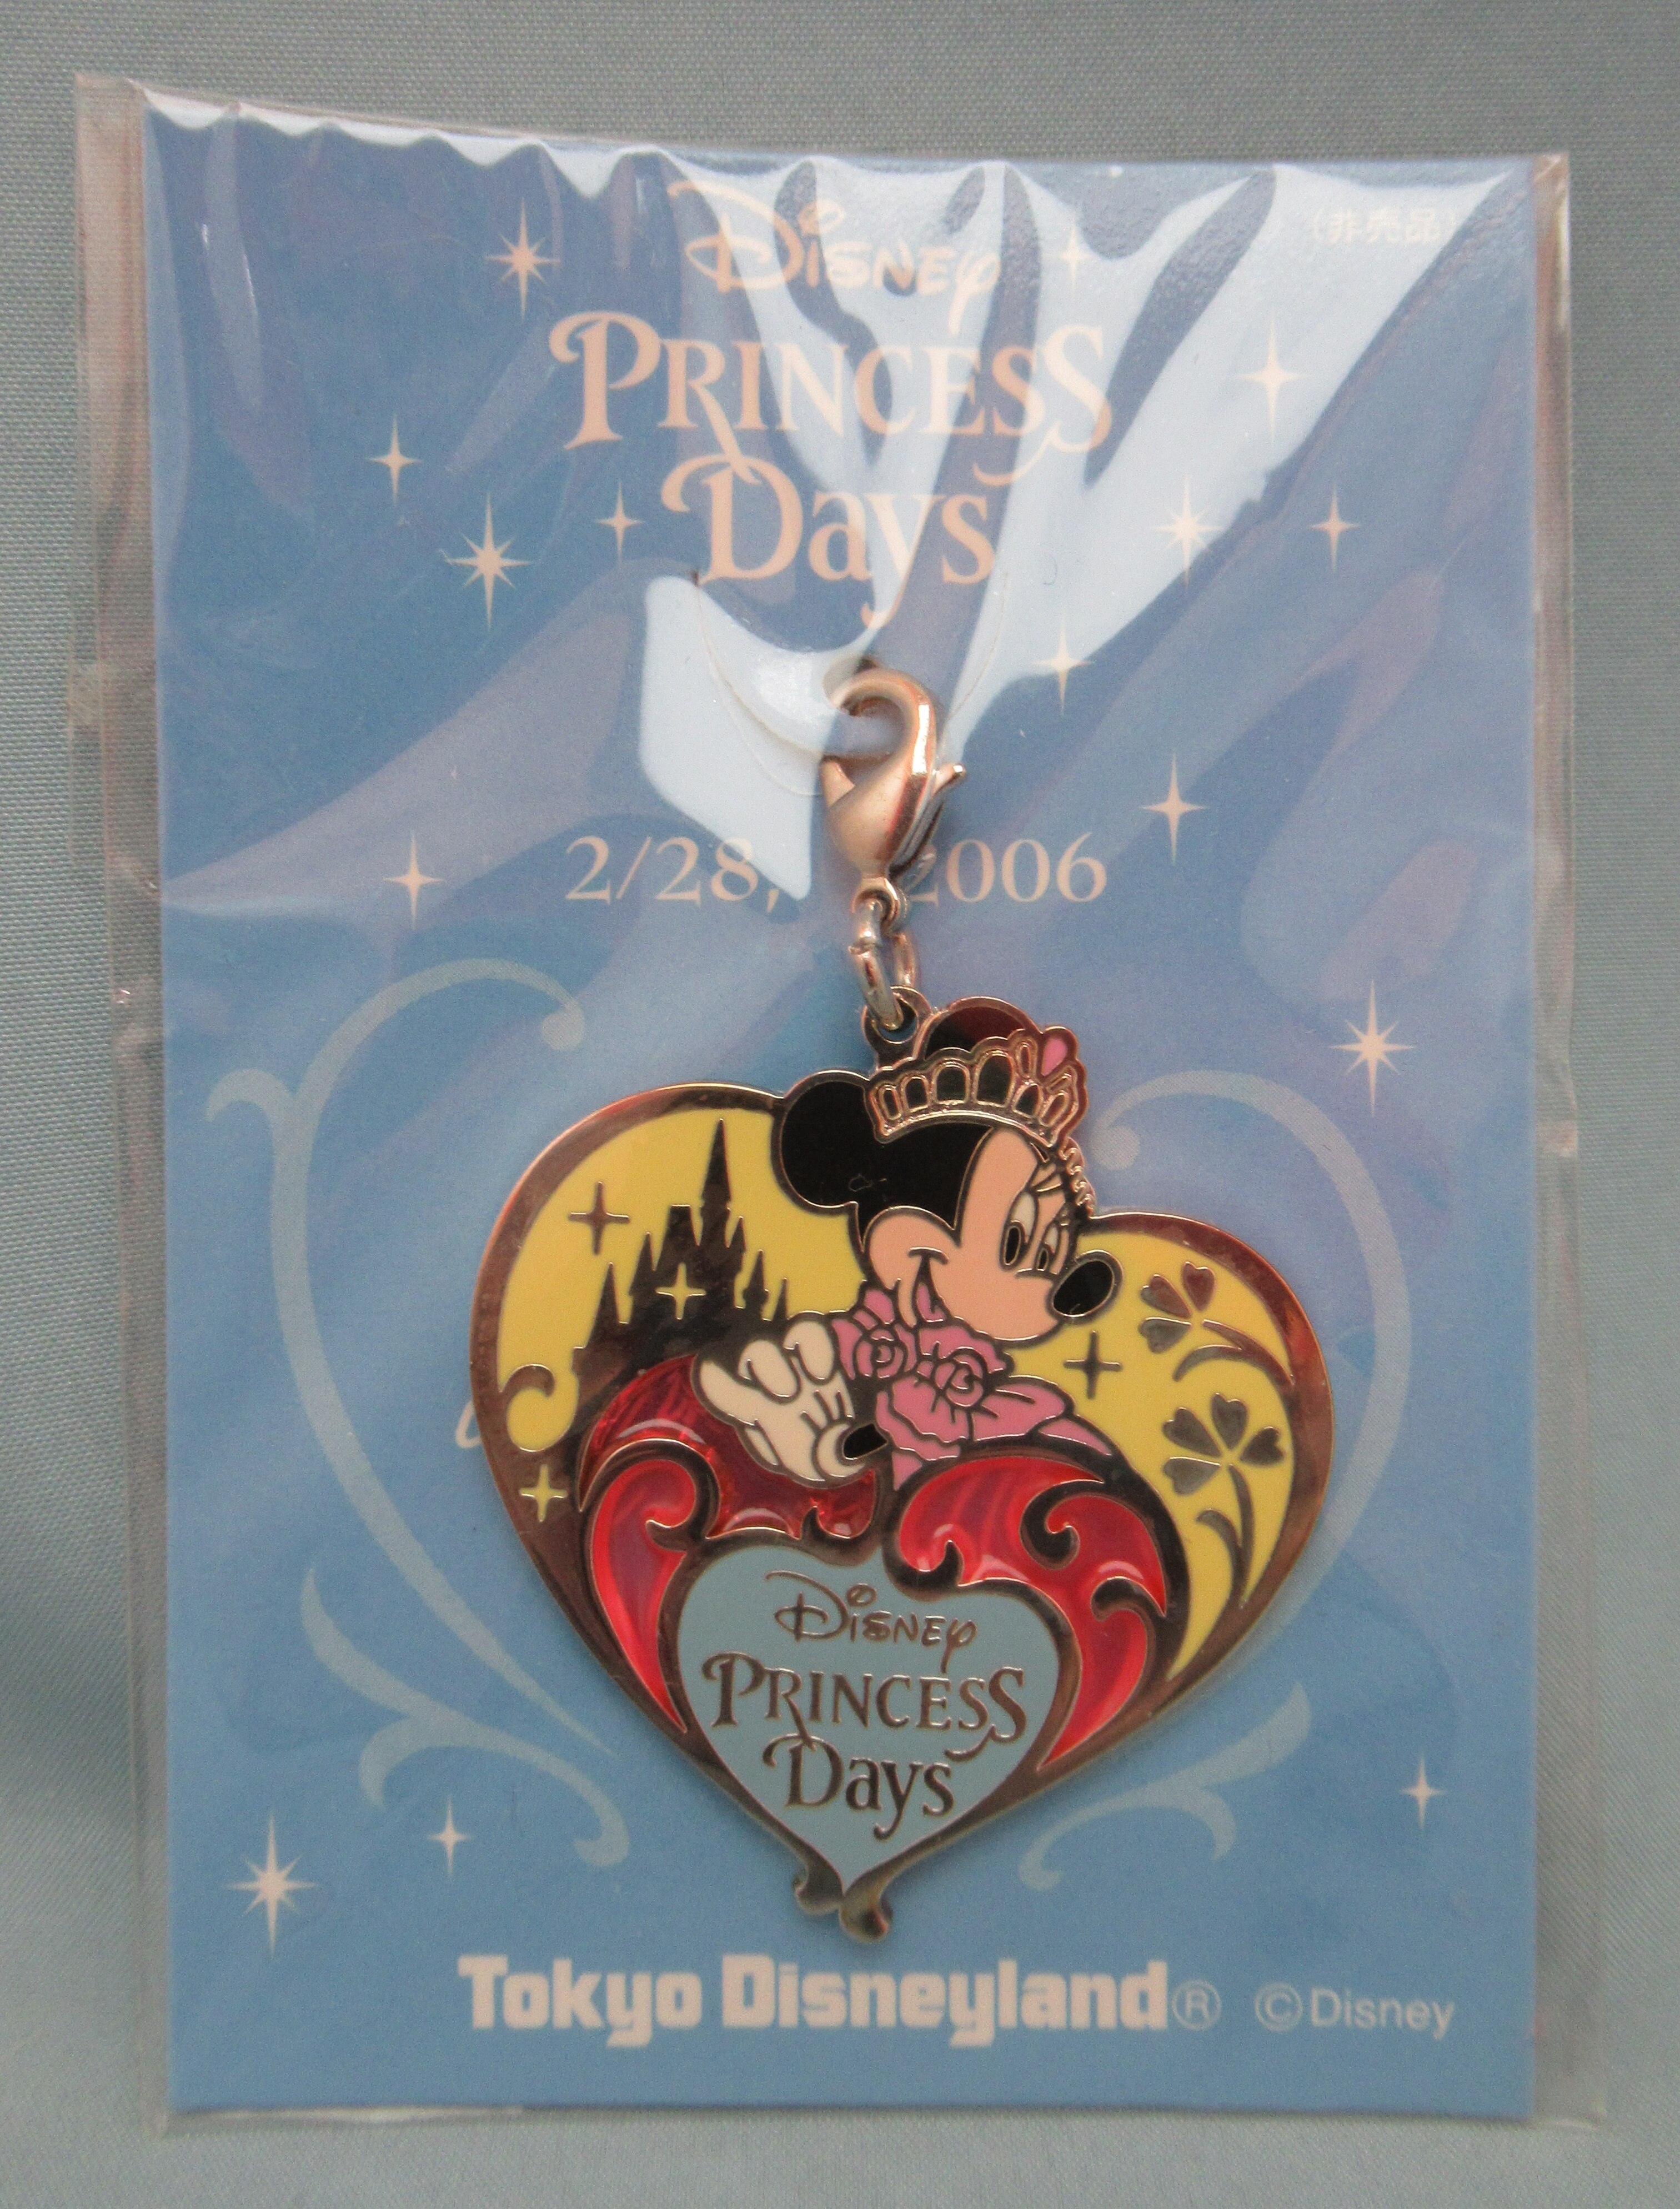 (非売品)
Disney
Princess
Days
2/28, 2006
Disney
Princess
Days
Tokyo Disneyland® ©Disney